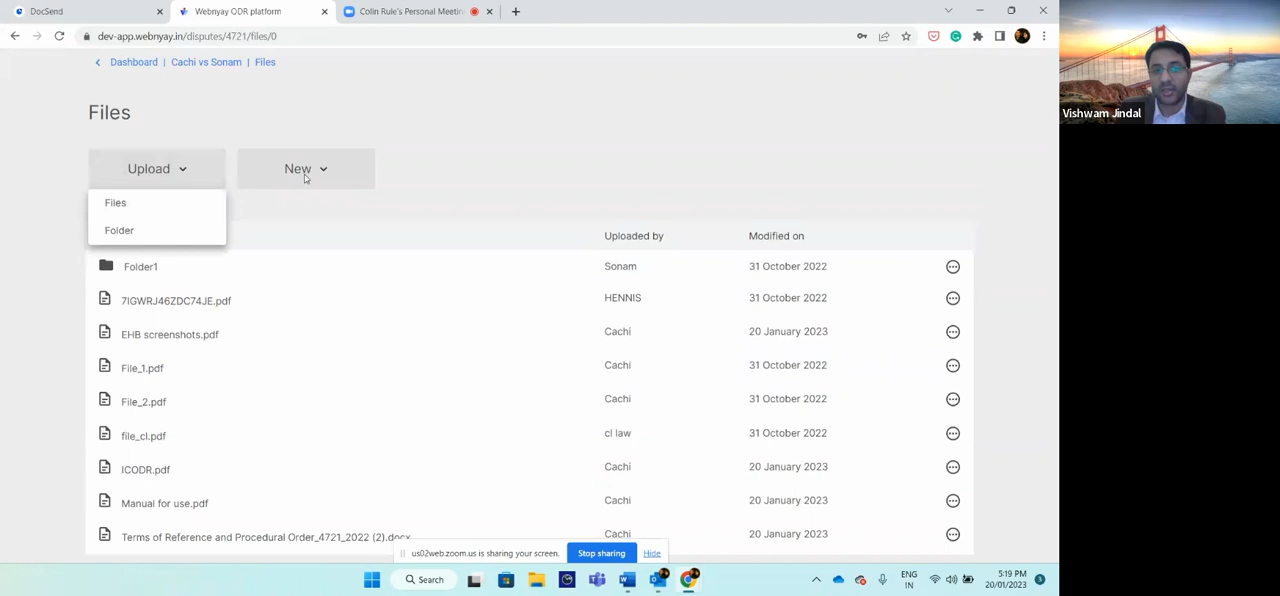 DocSend
Webnyay ODR platform
Colin Rule's Personal Meetin
dev-app.webnyay.in/disputes/4721/files/0
Dashboard | Cachi vs Sonam | Files
Files
Upload
New
Files
Folder
Uploaded by Modified on
Folder1 Sonam 31 October 2022
7IGWRJ46ZDC74JE.pdf HENNIS 31 October 2022
EHB screenshots.pdf Cachi 20 January 2023
File_1.pdf Cachi 31 October 2022
File_2.pdf Cachi 31 October 2022
file_cl.pdf cl law 31 October 2022
ICODR.pdf Cachi 20 January 2023
Manual for use.pdf Cachi 20 January 2023
Terms of Reference and Procedural Order_4721_2022 (2).docx Cachi 20 January 2023
us02web.zoom.us is sharing your screen. Stop sharing Hide
Search
ENG
IN
5:19 PM
20/01/2023
3
Vishwam Jindal